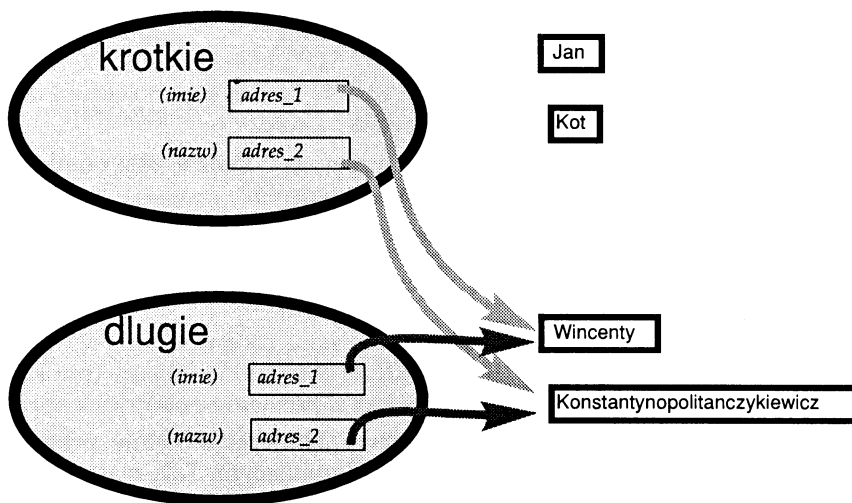 krotkie
(imie) adres_1
(nazw) adres_2
Jan
Kot
dlugie
(imie) adres_1
(nazw) adres_2
Wincenty
Konstantynopolitanczykiewicz